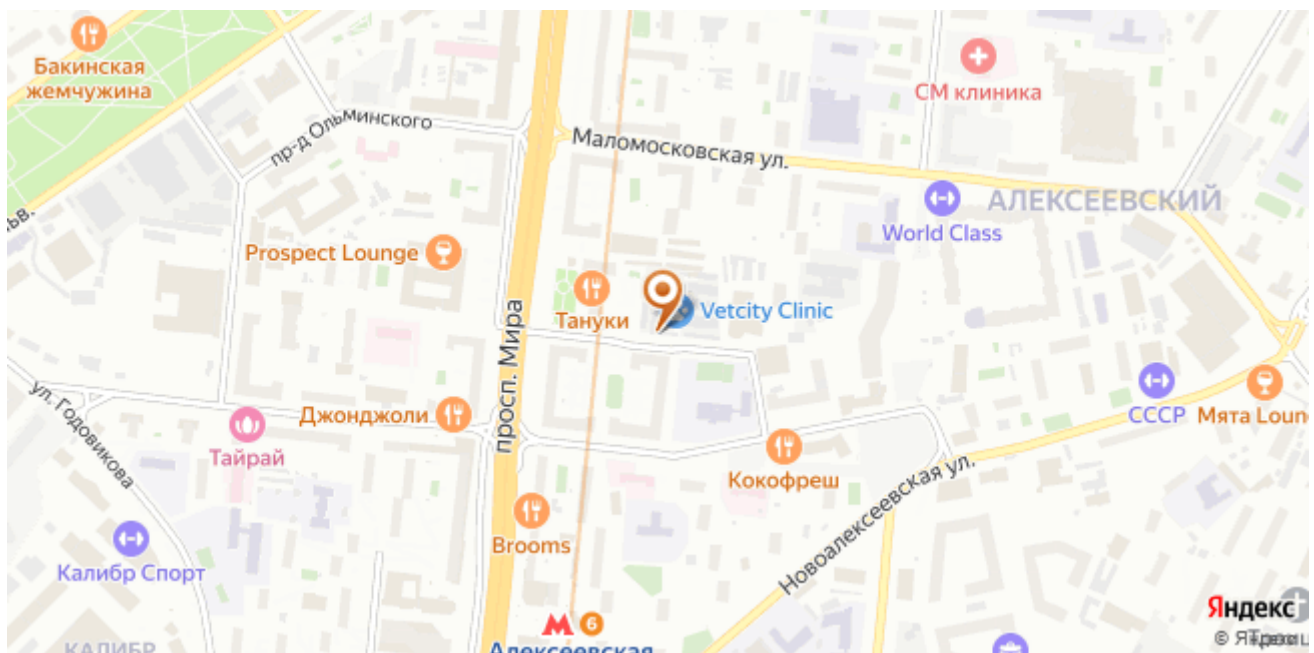 Бакинская
жемчужина
СМ клиника
пр-д Ольминского
Маломосковская ул.
АЛЕКСЕЕВСКИЙ
World Class
Prospect Lounge
Vetcity Clinic
Тануки
просп. Мира
ул. Годовикова
Джонджоли
СССР
Мята Loun
Тайрай
Кокофреш
Новоалексеевская ул.
Brooms
Калибр Спорт
Яндекс
6
КАЛИБР
Алексеевская